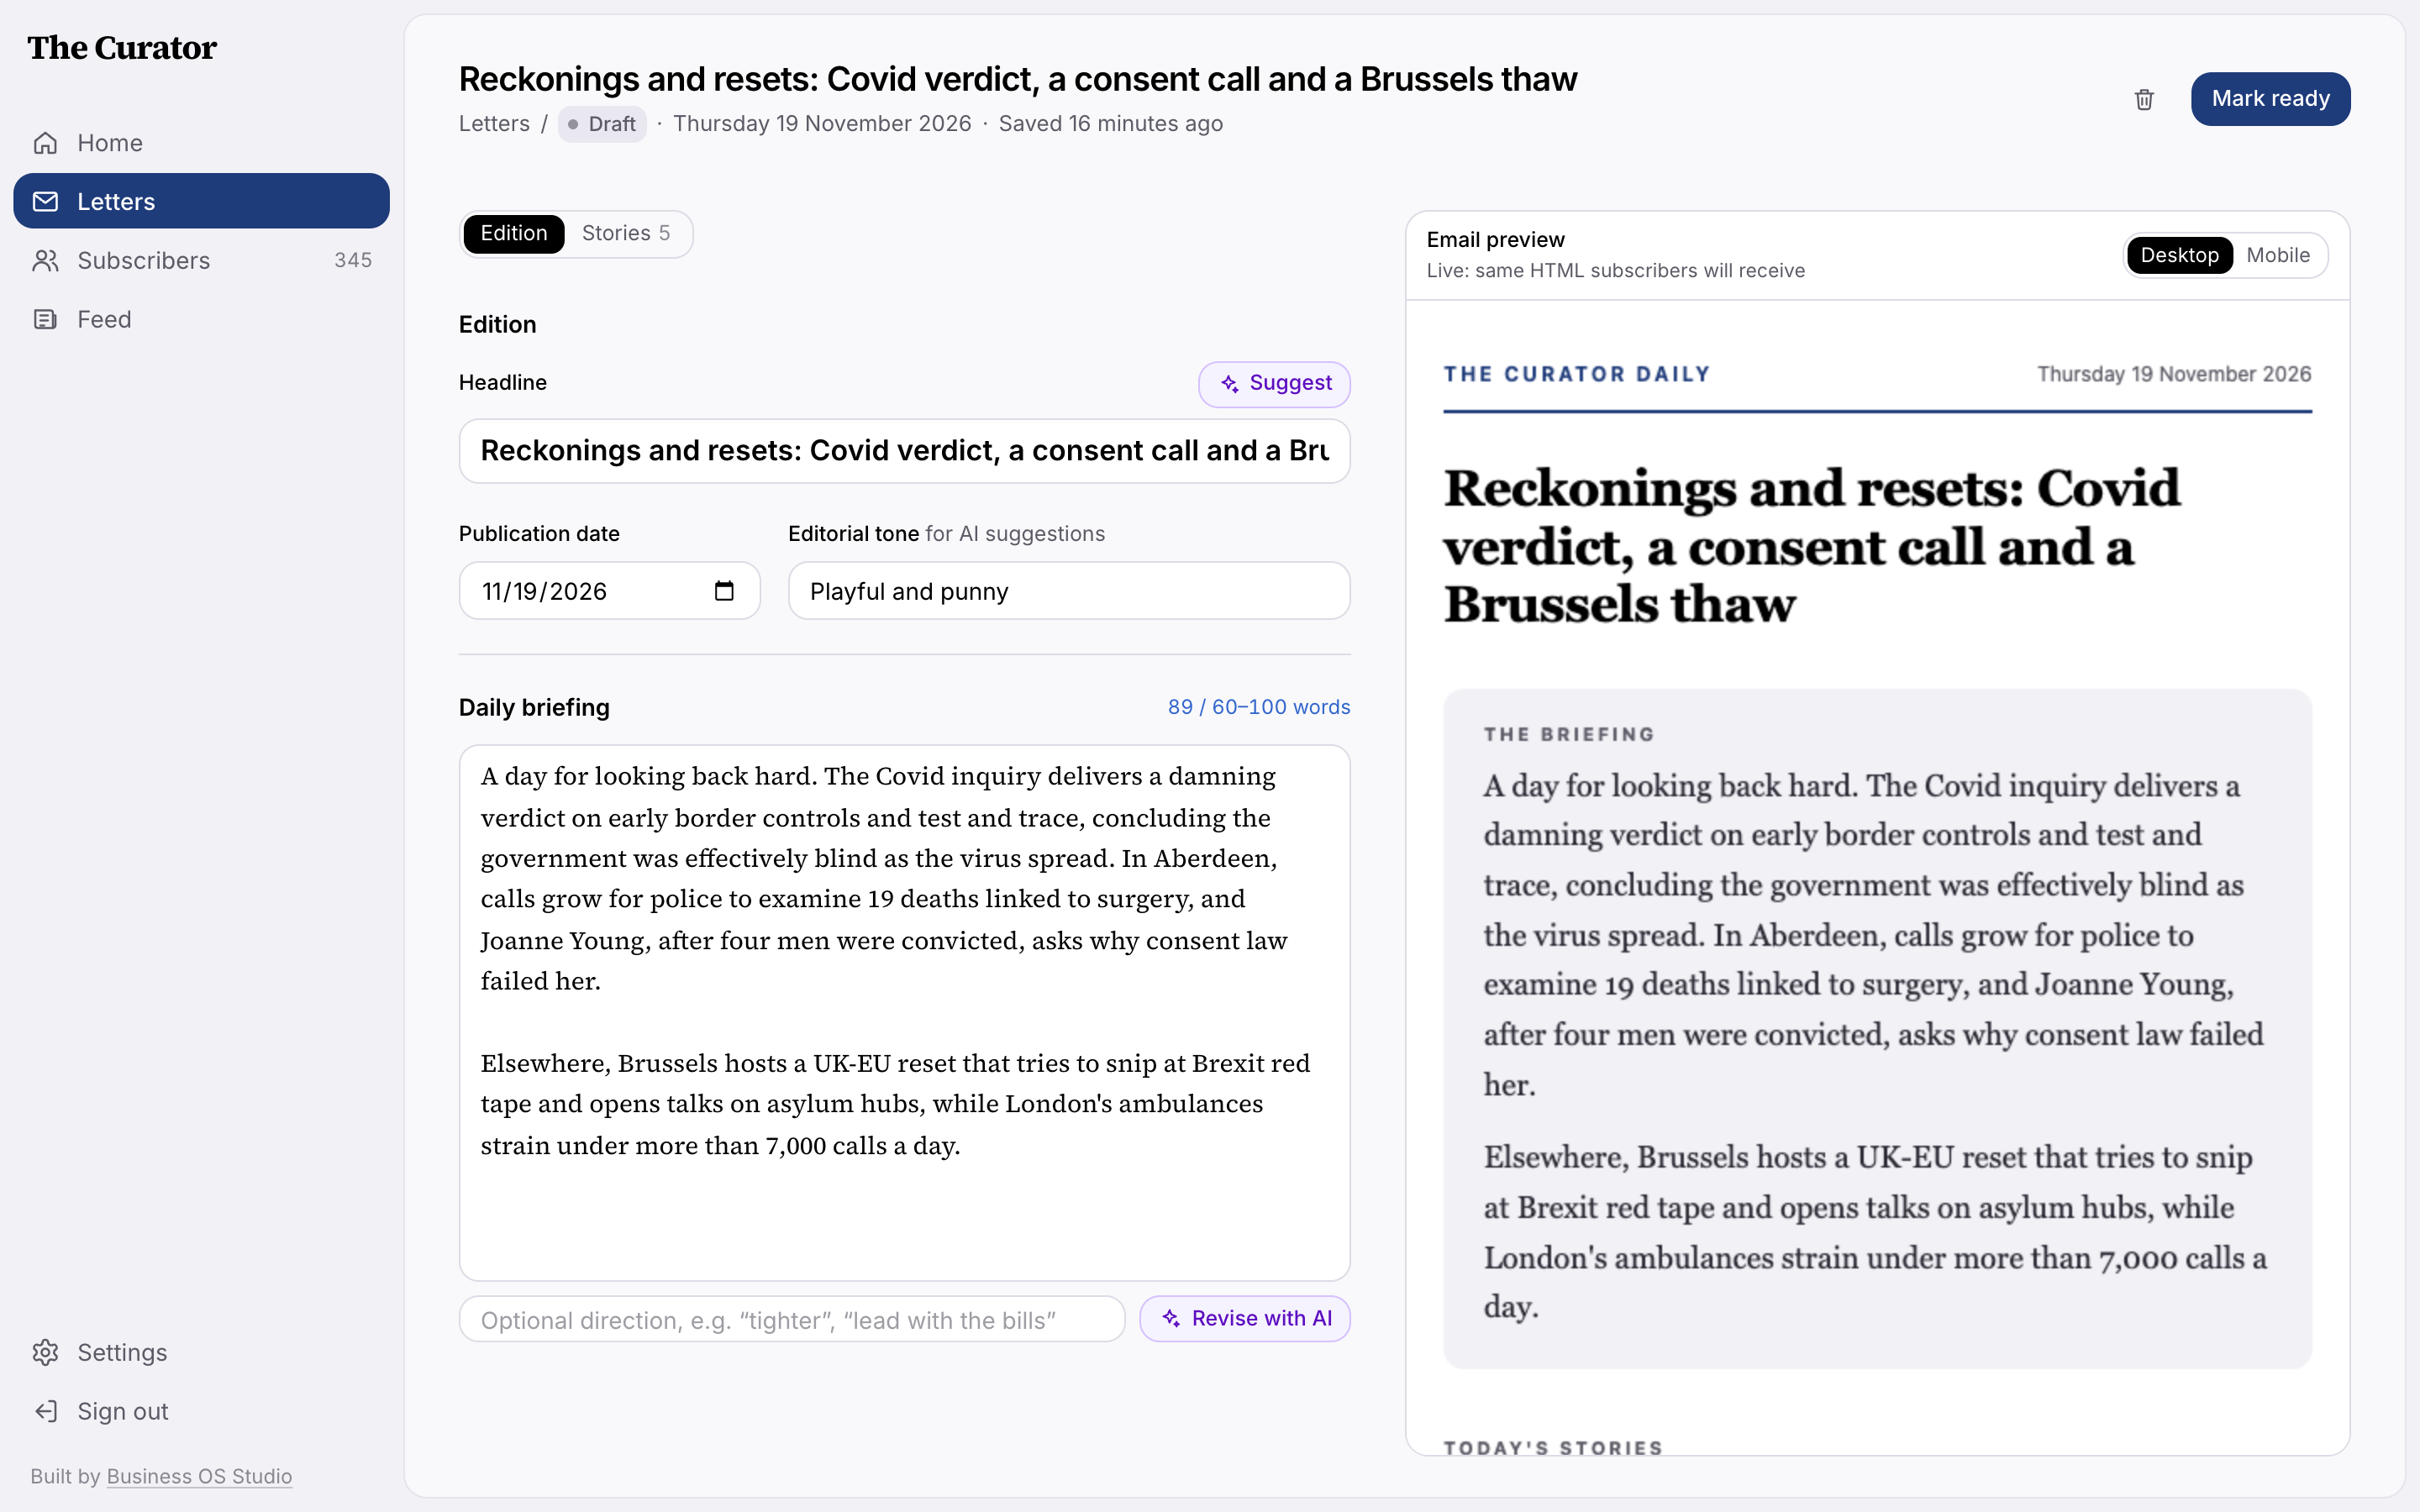 The Curator
Home
Letters
Subscribers 345
Feed
Settings
Sign out
Built by Business OS Studio
Reckonings and resets: Covid verdict, a consent call and a Brussels thaw
Letters / Draft · Thursday 19 November 2026 · Saved 16 minutes ago
Mark ready
Edition Stories 5
Edition
Headline
Suggest
Reckonings and resets: Covid verdict, a consent call and a Bru
Publication date
Editorial tone for AI suggestions
11/19/2026
Playful and punny
Daily briefing
89 / 60–100 words
A day for looking back hard. The Covid inquiry delivers a damning
verdict on early border controls and test and trace, concluding the
government was effectively blind as the virus spread. In Aberdeen,
calls grow for police to examine 19 deaths linked to surgery, and
Joanne Young, after four men were convicted, asks why consent law
failed her.
Elsewhere, Brussels hosts a UK-EU reset that tries to snip at Brexit red
tape and opens talks on asylum hubs, while London's ambulances
strain under more than 7,000 calls a day.
Optional direction, e.g. “tighter”, “lead with the bills”
Revise with AI
Email preview
Live: same HTML subscribers will receive
Desktop Mobile
THE CURATOR DAILY
Thursday 19 November 2026
Reckonings and resets: Covid
verdict, a consent call and a
Brussels thaw
THE BRIEFING
A day for looking back hard. The Covid inquiry delivers a
damning verdict on early border controls and test and
trace, concluding the government was effectively blind as
the virus spread. In Aberdeen, calls grow for police to
examine 19 deaths linked to surgery, and Joanne Young,
after four men were convicted, asks why consent law failed
her.
Elsewhere, Brussels hosts a UK-EU reset that tries to snip
at Brexit red tape and opens talks on asylum hubs, while
London's ambulances strain under more than 7,000 calls a
day.
TODAY'S STORIES